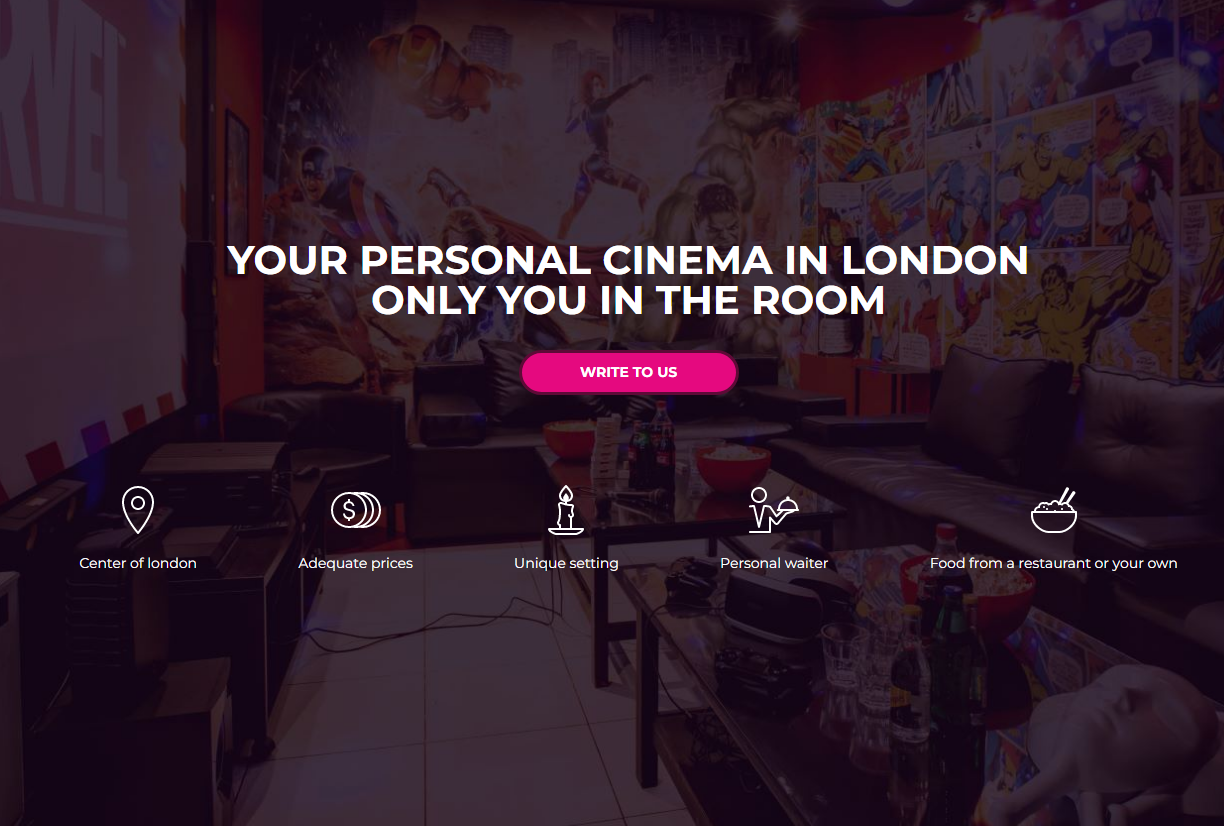 YOUR PERSONAL CINEMA IN LONDON
ONLY YOU IN THE ROOM
WRITE TO US
Center of london
Adequate prices
Unique setting
Personal waiter
Food from a restaurant or your own